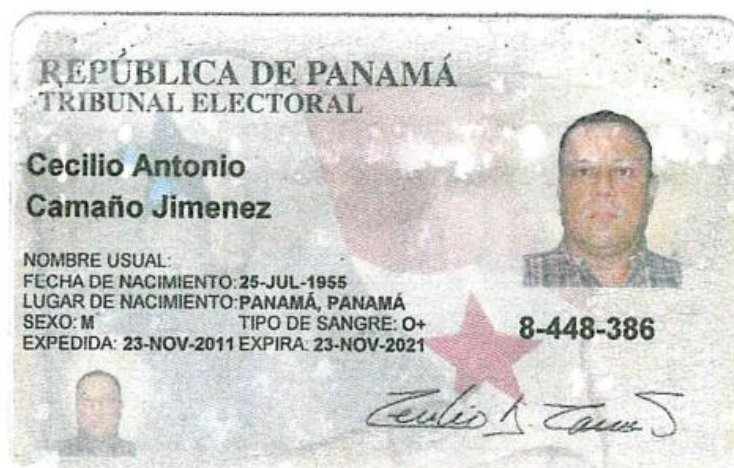 REPÚBLICA DE PANAMÁ
TRIBUNAL ELECTORAL
Cecilio Antonio
Camaño Jimenez
NOMBRE USUAL:
FECHA DE NACIMIENTO: 25-JUL-1955
LUGAR DE NACIMIENTO: PANAMÁ, PANAMÁ
SEXO: M TIPO DE SANGRE: O+
EXPEDIDA: 23-NOV-2011 EXPIRA: 23-NOV-2021
8-448-386